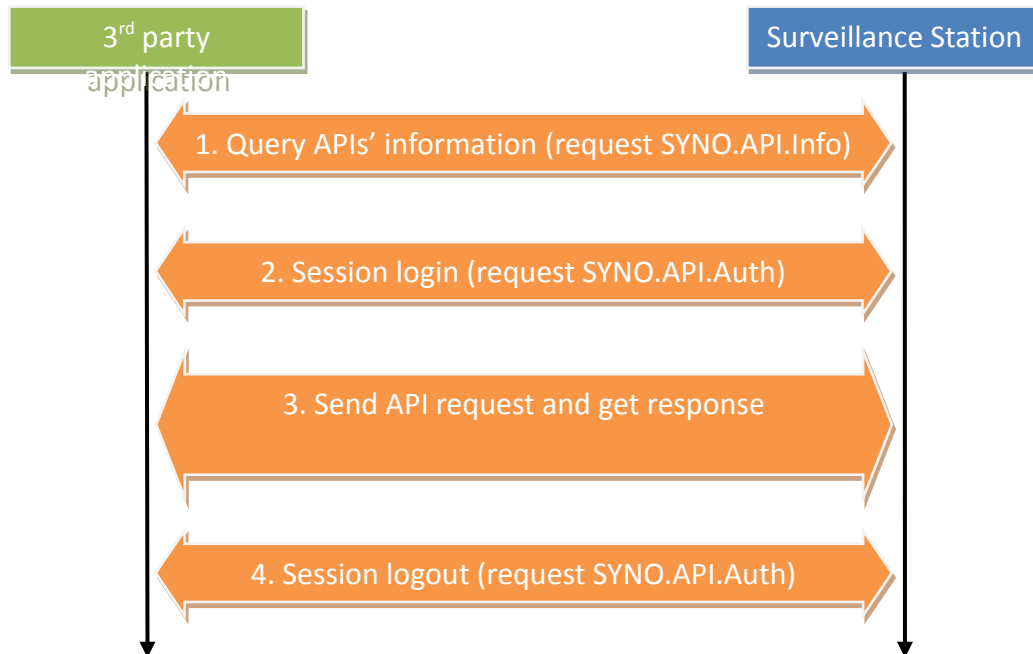 3rd party
application
Surveillance Station
1. Query APIs’ information (request SYNO.API.Info)
2. Session login (request SYNO.API.Auth)
3. Send API request and get response
4. Session logout (request SYNO.API.Auth)